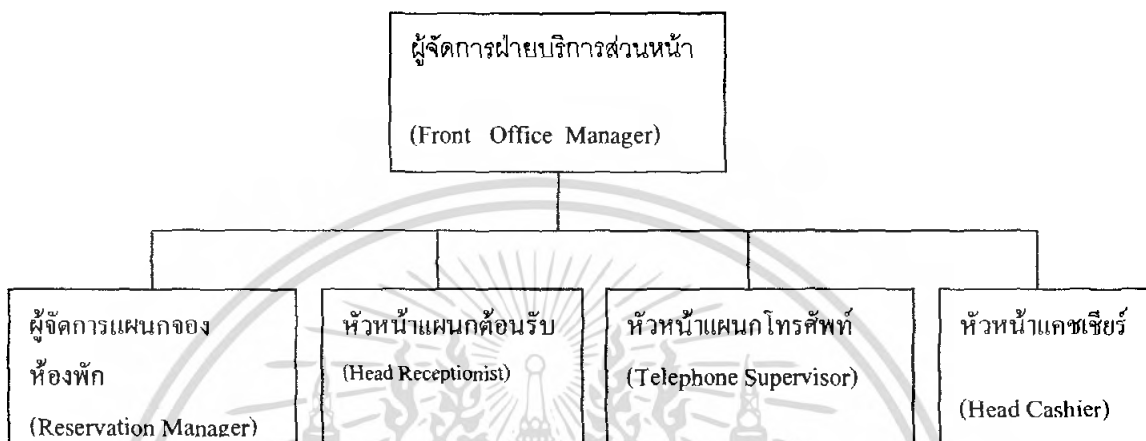 ผู้จัดการฝ่ายบริการส่วนหน้า
(Front Office Manager)
ผู้จัดการแผนกจอง
ห้องพัก
(Reservation Manager)
หัวหน้าแผนกต้อนรับ
(Head Receptionist)
หัวหน้าแผนกโทรศัพท์
(Telephone Supervisor)
หัวหน้าแคชเชียร์
(Head Cashier)